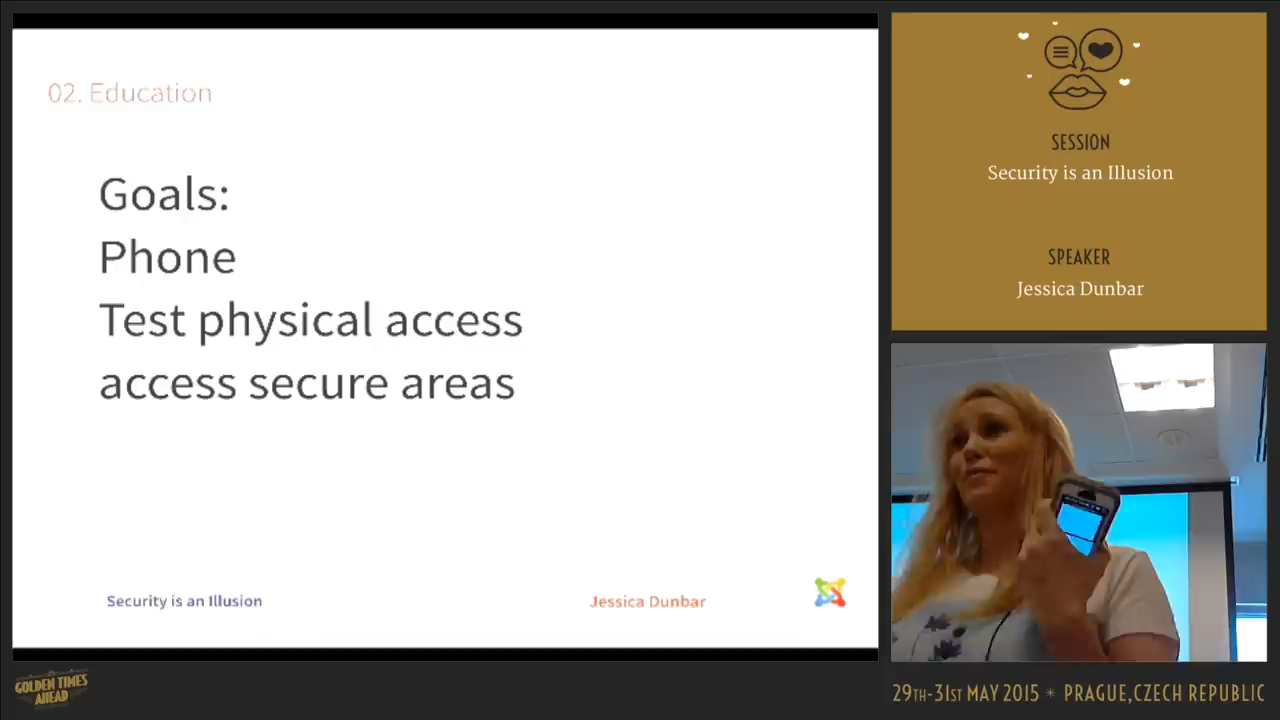 02. Education
Goals:
Phone
Test physical access
access secure areas
Security is an Illusion
Jessica Dunbar
SESSION
Security is an Illusion
SPEAKER
Jessica Dunbar
GOLDEN TIMES
AHEAD
29TH-31ST MAY 2015 * PRAGUE, CZECH REPUBLIC